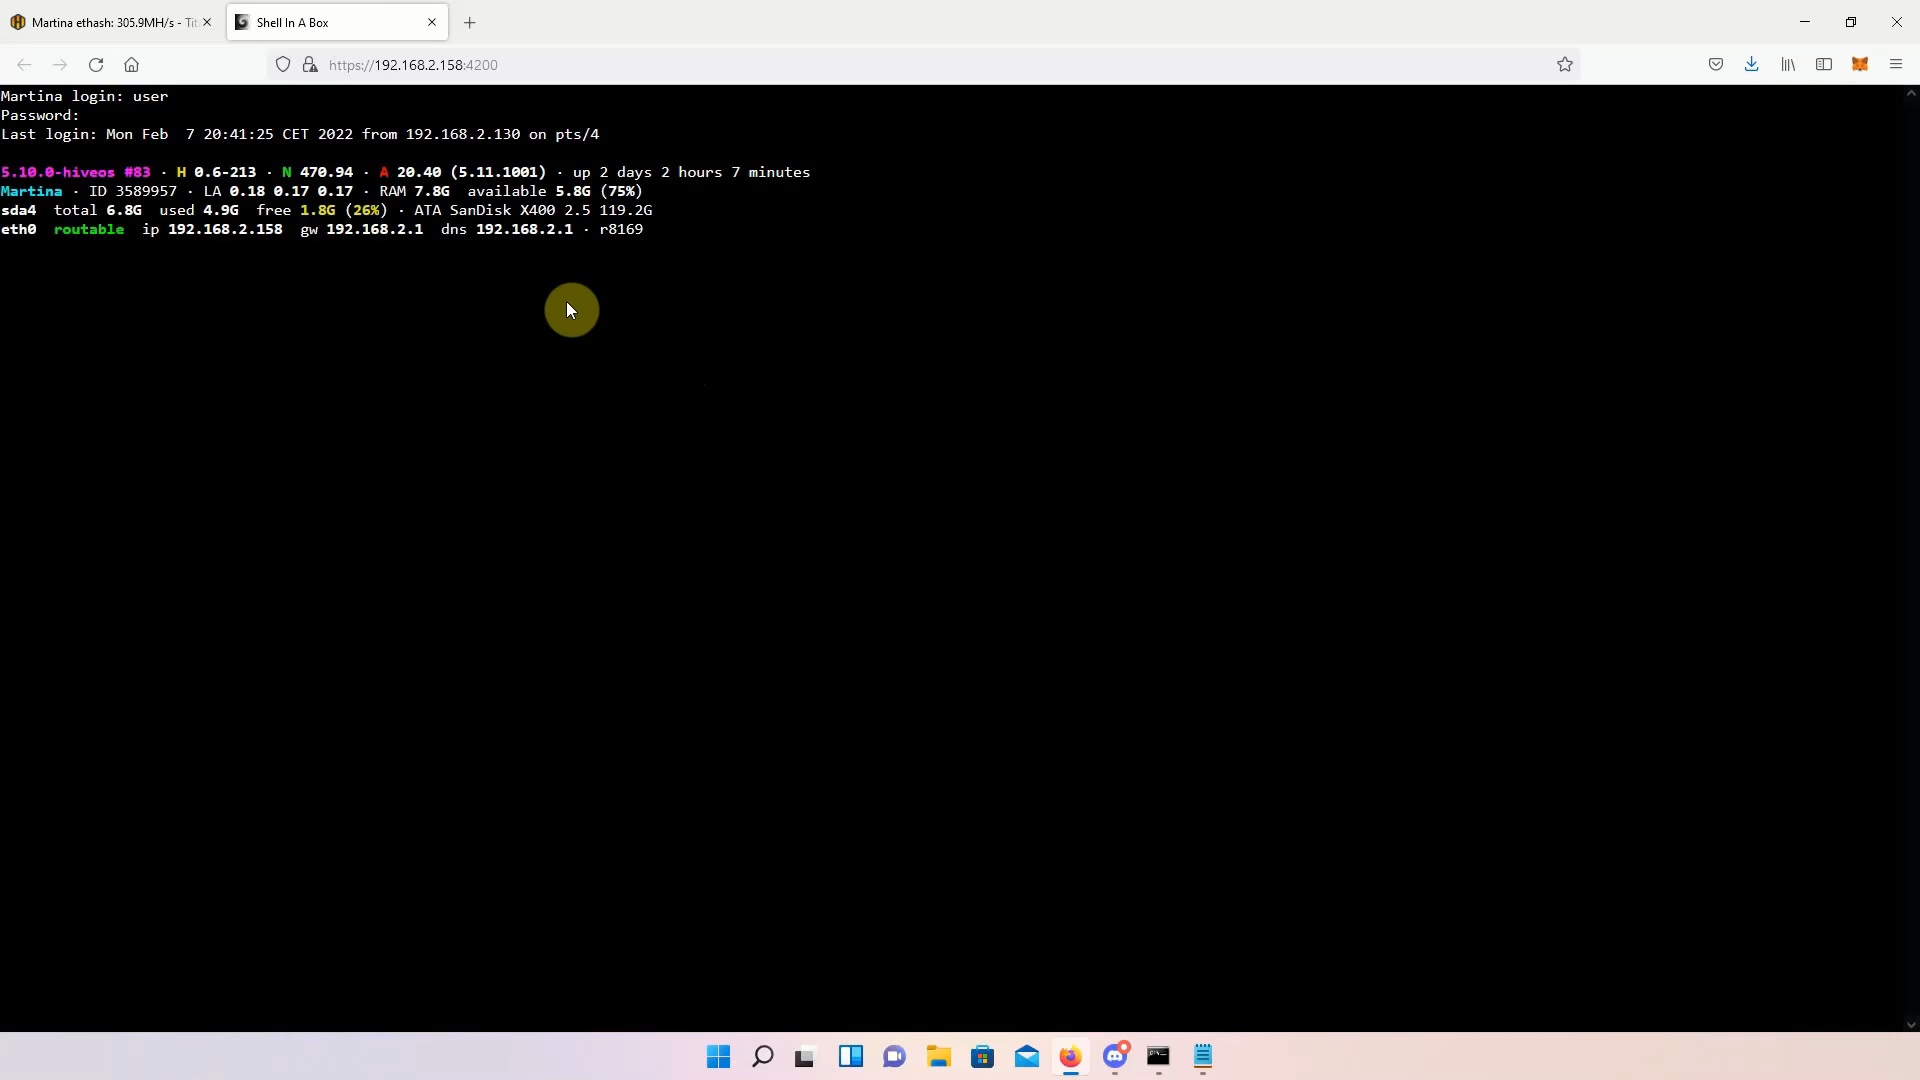 Martina ethash: 305.9MH/s - Tit
Shell In A Box
https://192.168.2.158:4200
Martina login: user
Password:
Last login: Mon Feb  7 20:41:25 CET 2022 from 192.168.2.130 on pts/4
5.10.0-hiveos #83 · H 0.6-213 · N 470.94 · A 20.40 (5.11.1001) · up 2 days 2 hours 7 minutes
Martina · ID 3589957 · LA 0.18 0.17 0.17 · RAM 7.8G  available 5.8G (75%)
sda4  total 6.8G  used 4.9G  free 1.8G (26%) · ATA SanDisk X400 2.5 119.2G
eth0  routable  ip 192.168.2.158  gw 192.168.2.1  dns 192.168.2.1 · r8169